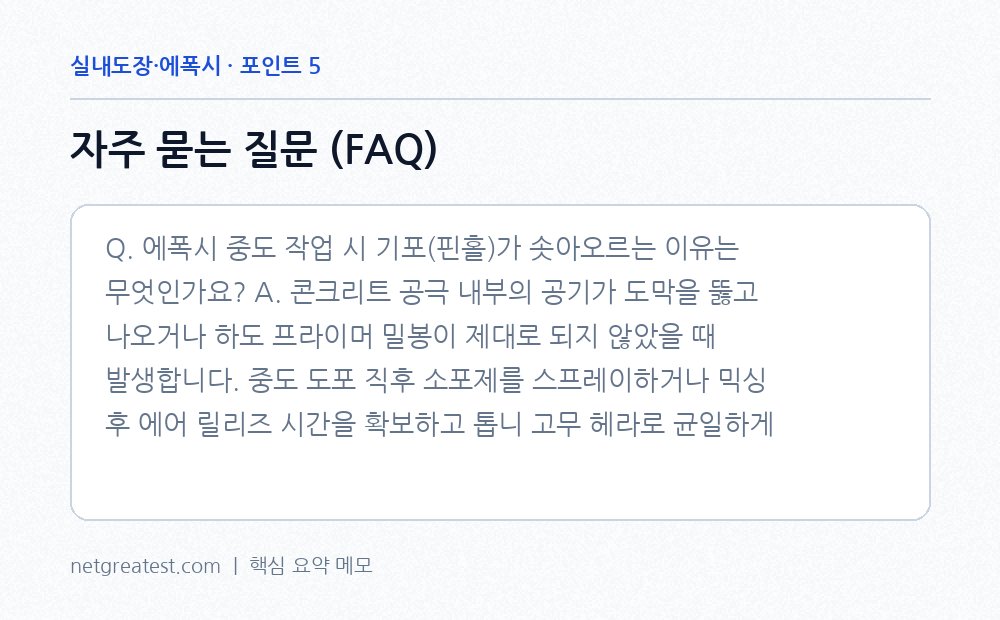 실내도장·에폭시 · 포인트 5
자주 묻는 질문 (FAQ)
Q. 에폭시 중도 작업 시 기포(핀홀)가 솟아오르는 이유는
무엇인가요? A. 콘크리트 공극 내부의 공기가 도막을 뚫고
나오거나 하도 프라이머 밀봉이 제대로 되지 않았을 때
발생합니다. 중도 도포 직후 소포제를 스프레이하거나 믹싱
후 에어 릴리즈 시간을 확보하고 톱니 고무 헤라로 균일하게
netgreatest.com | 핵심 요약 메모